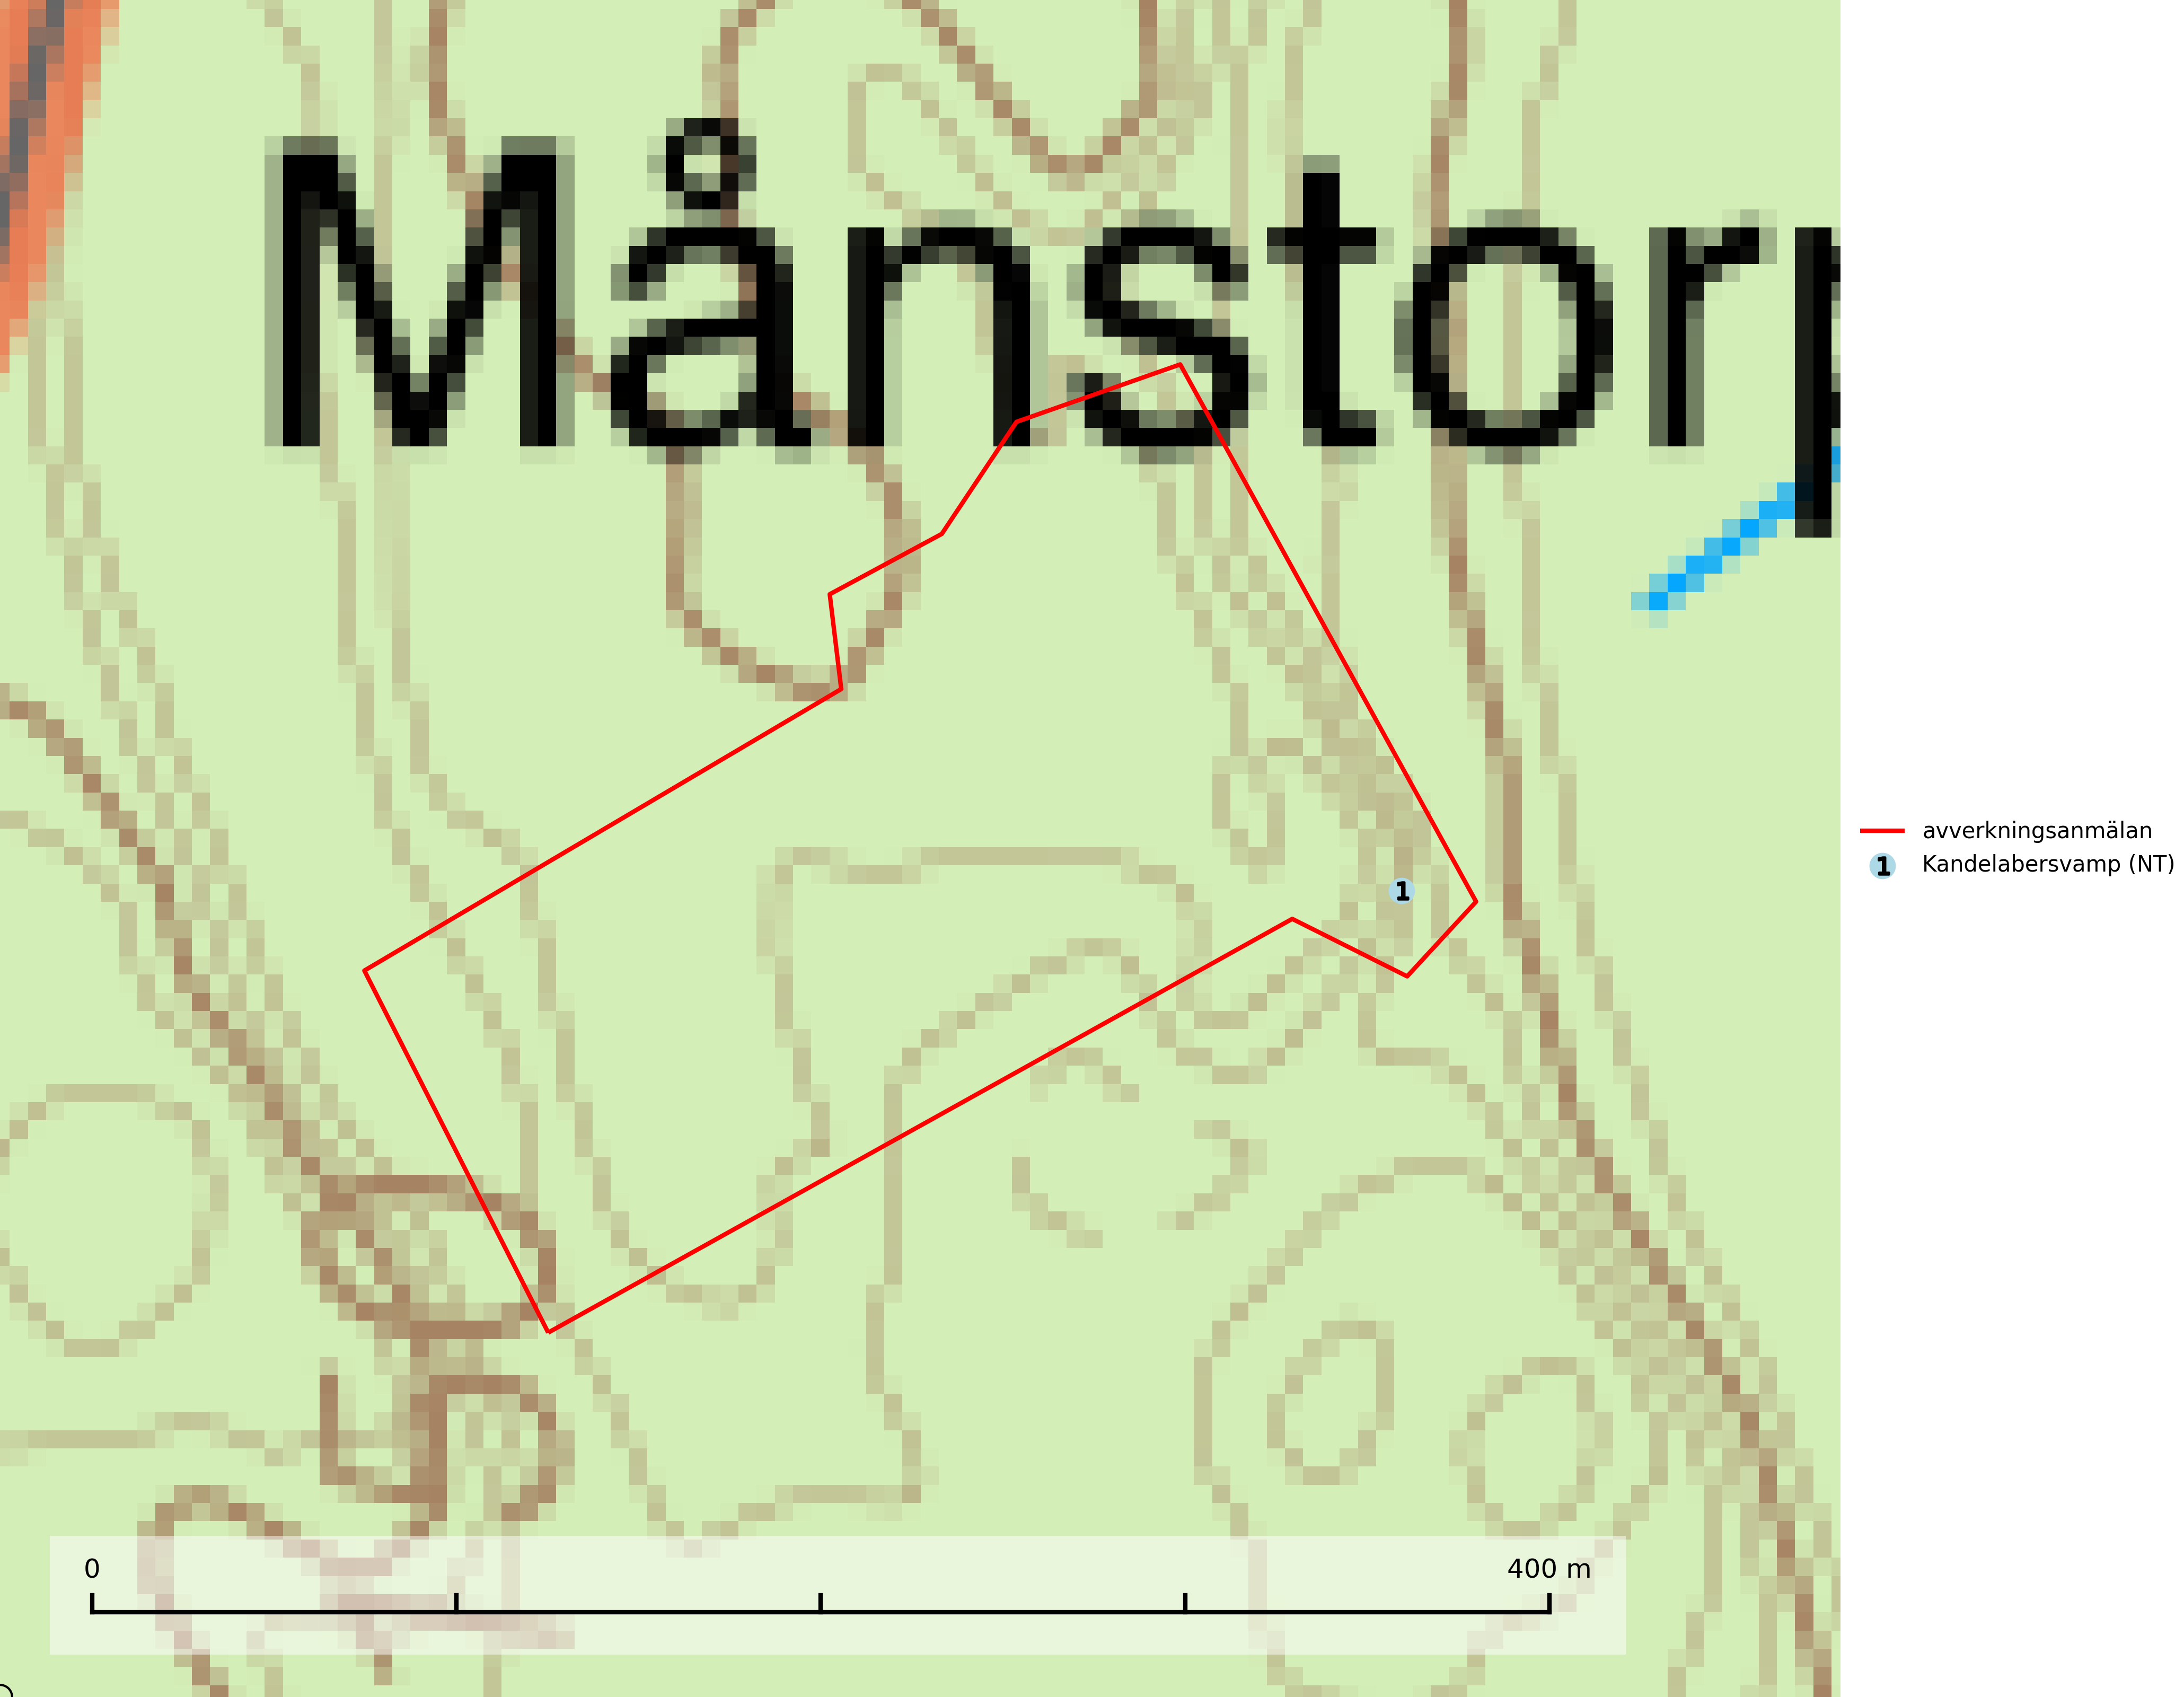 Månstorp
avverkningsanmälan
1 Kandelabersvamp (NT)
1
0 400 m